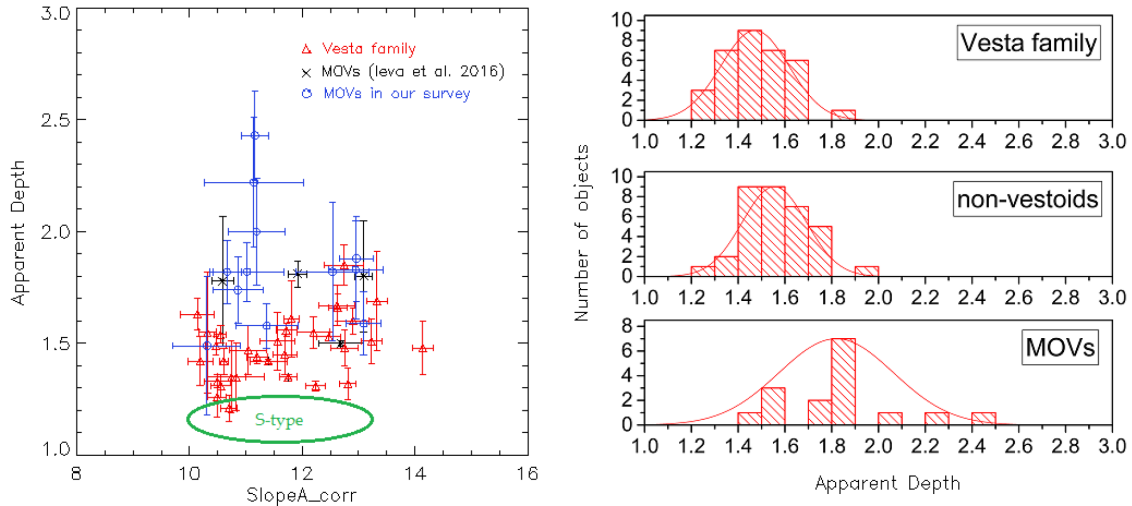 3.0
2.5
2.0
1.5
1.0
Apparent Depth
Vesta family
MOVs (Ieva et al. 2016)
MOVs in our survey
S-type
8 10 12 14 16
SlopeA_corr
Number of objects
10
8
6
4
2
0
Vesta family
1.0 1.2 1.4 1.6 1.8 2.0 2.2 2.4 2.6 2.8 3.0
10
8
6
4
2
0
non-vestoids
1.0 1.2 1.4 1.6 1.8 2.0 2.2 2.4 2.6 2.8 3.0
8
6
4
2
0
MOVs
1.0 1.2 1.4 1.6 1.8 2.0 2.2 2.4 2.6 2.8 3.0
Apparent Depth